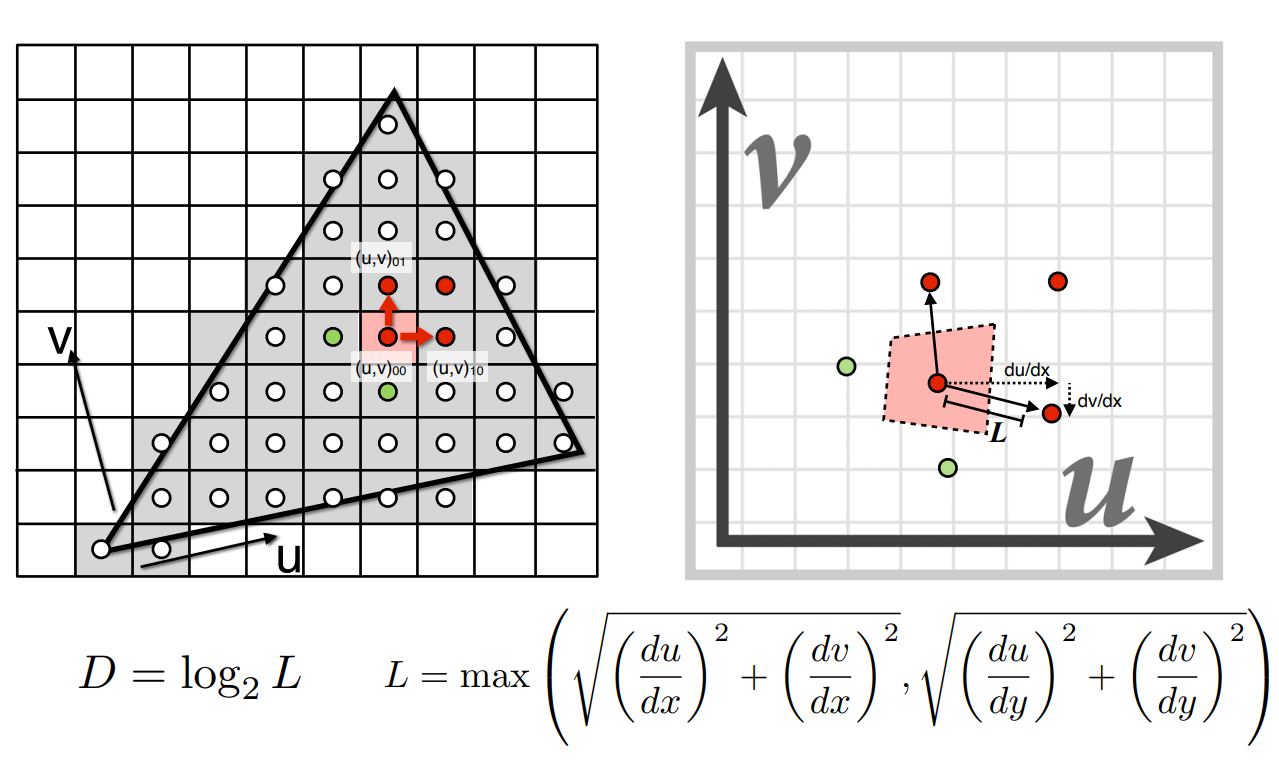 (u,v)₀₁
(u,v)₀₀ (u,v)₁₀
v
u
v
du/dx
dv/dx
L
u
D = log₂ L
L = max ( √( (du/dx)² + (dv/dx)² ), √( (du/dy)² + (dv/dy)² ) )